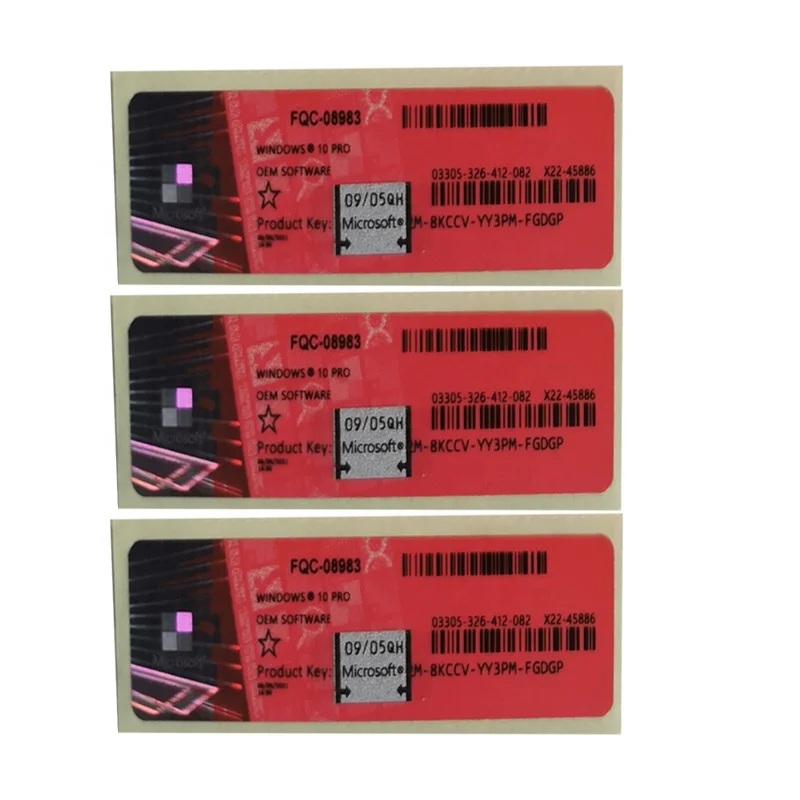 FQC-08983
WINDOWS® 10 PRO
OEM SOFTWARE
03305-326-412-082 X22-45886
09/05QH
Microsoft
Product Key: Microsoft® M-8KCCV-YY3PM-FGDGP
FQC-08983
WINDOWS® 10 PRO
OEM SOFTWARE
03305-326-412-082 X22-45886
09/05QH
Microsoft
Product Key: Microsoft® M-8KCCV-YY3PM-FGDGP
FQC-08983
WINDOWS® 10 PRO
OEM SOFTWARE
03305-326-412-082 X22-45886
09/05QH
Microsoft
Product Key: Microsoft® M-8KCCV-YY3PM-FGDGP